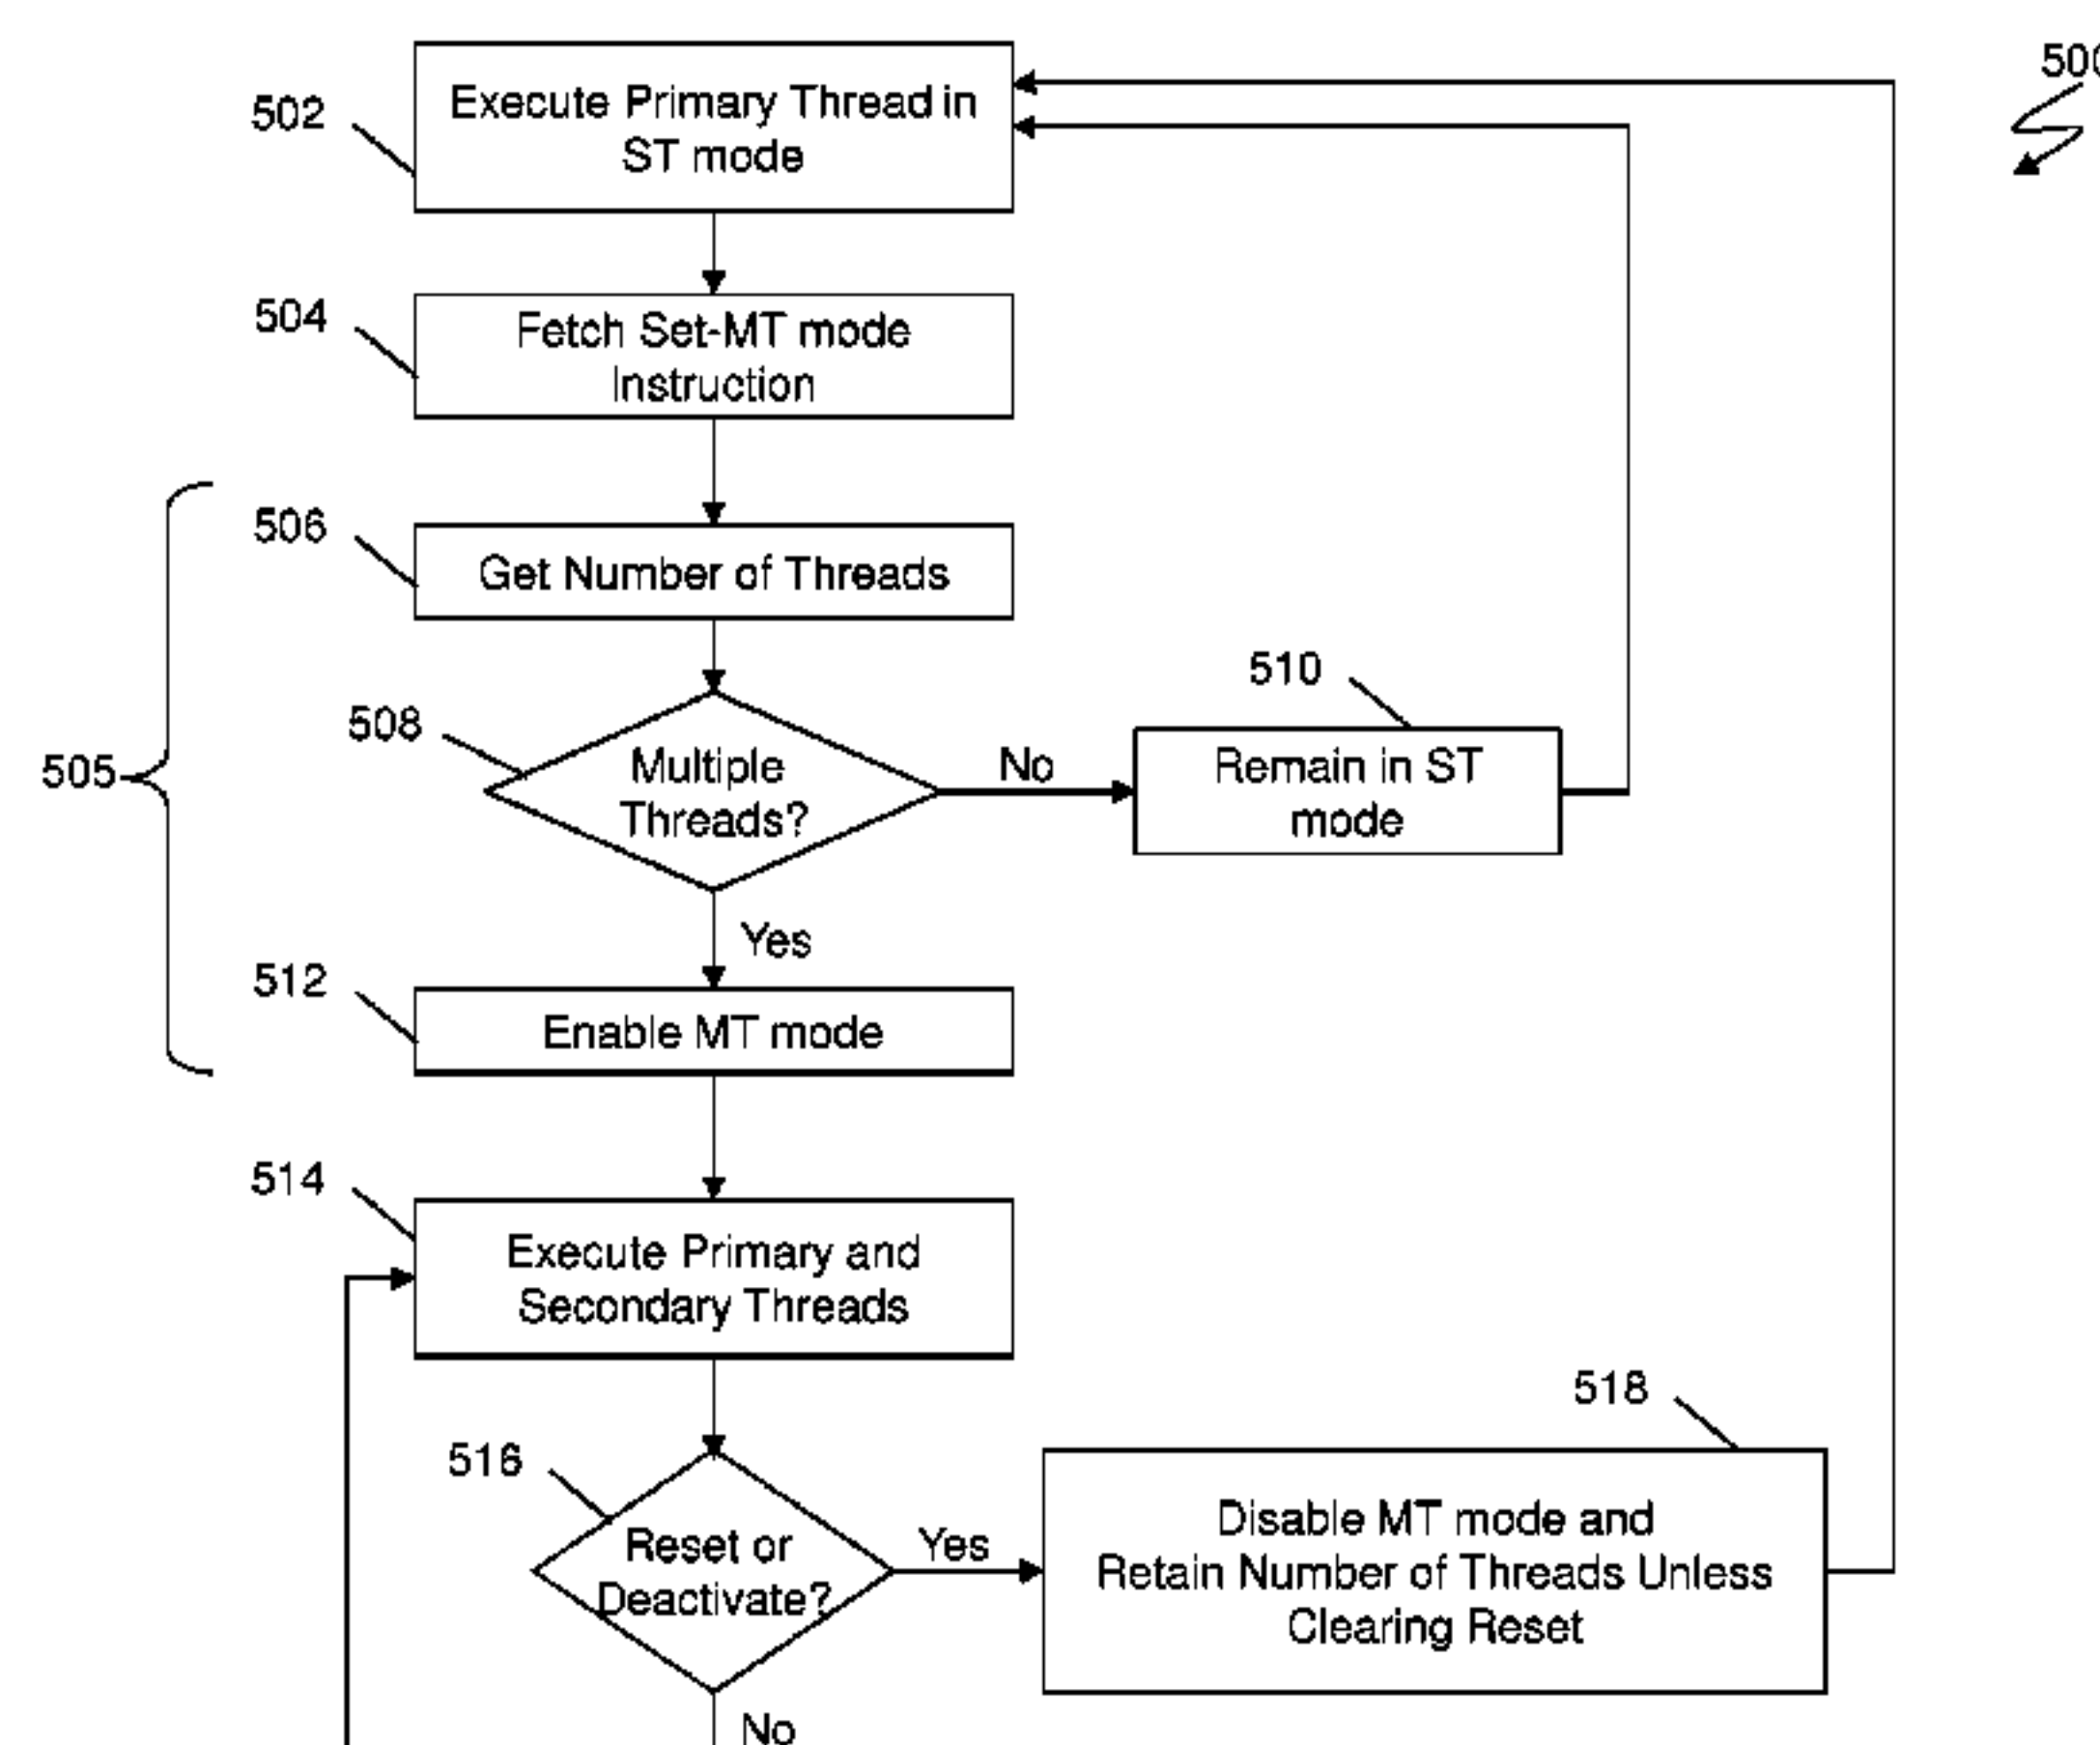 500
502
Execute Primary Thread in
ST mode
504
Fetch Set-MT mode
Instruction
505
506
Get Number of Threads
508
Multiple
Threads?
No
510
Remain in ST
mode
Yes
512
Enable MT mode
514
Execute Primary and
Secondary Threads
516
Reset or
Deactivate?
Yes
518
Disable MT mode and
Retain Number of Threads Unless
Clearing Reset
No